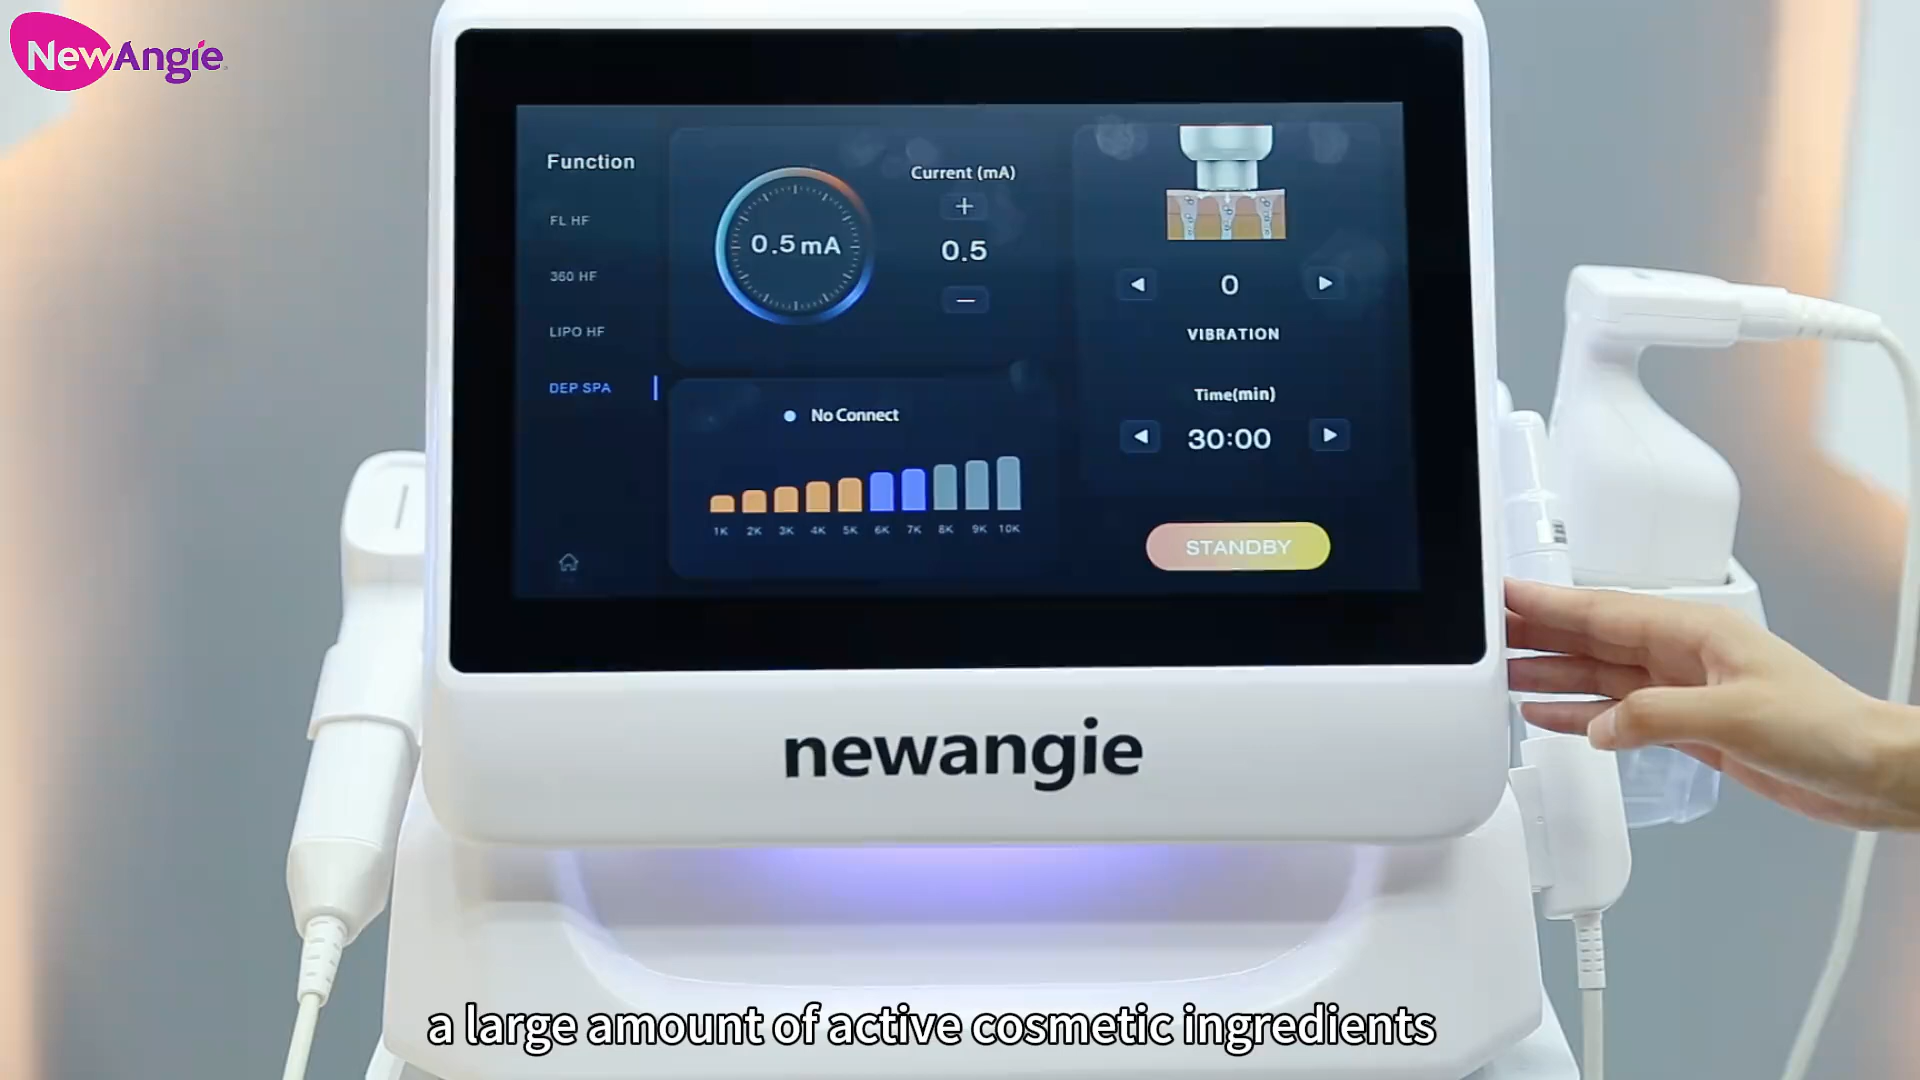 NewAngie
Function
FL HF
360 HF
LIPO HF
DEP SPA
0.5mA
Current (mA)
+
0.5
—
No Connect
1K 2K 3K 4K 5K 6K 7K 8K 9K 10K
0
VIBRATION
Time(min)
30:00
STANDBY
newangie
a large amount of active cosmetic ingredients